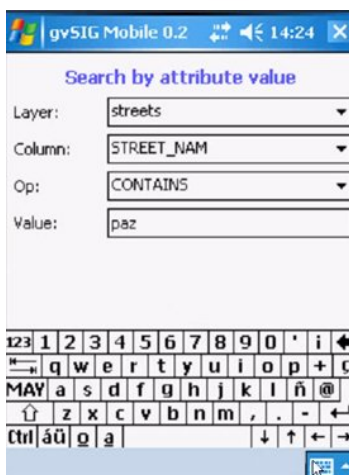 gvSIG Mobile 0.2 14:24
Search by attribute value
Layer: streets
Column: STREET_NAM
Op: CONTAINS
Value: paz
123 1 2 3 4 5 6 7 8 9 0 ' i
q w e r t y u i o p + ç
MAY a s d f g h j k l ñ @
z x c v b n m , . -
Ctrl áü º ª